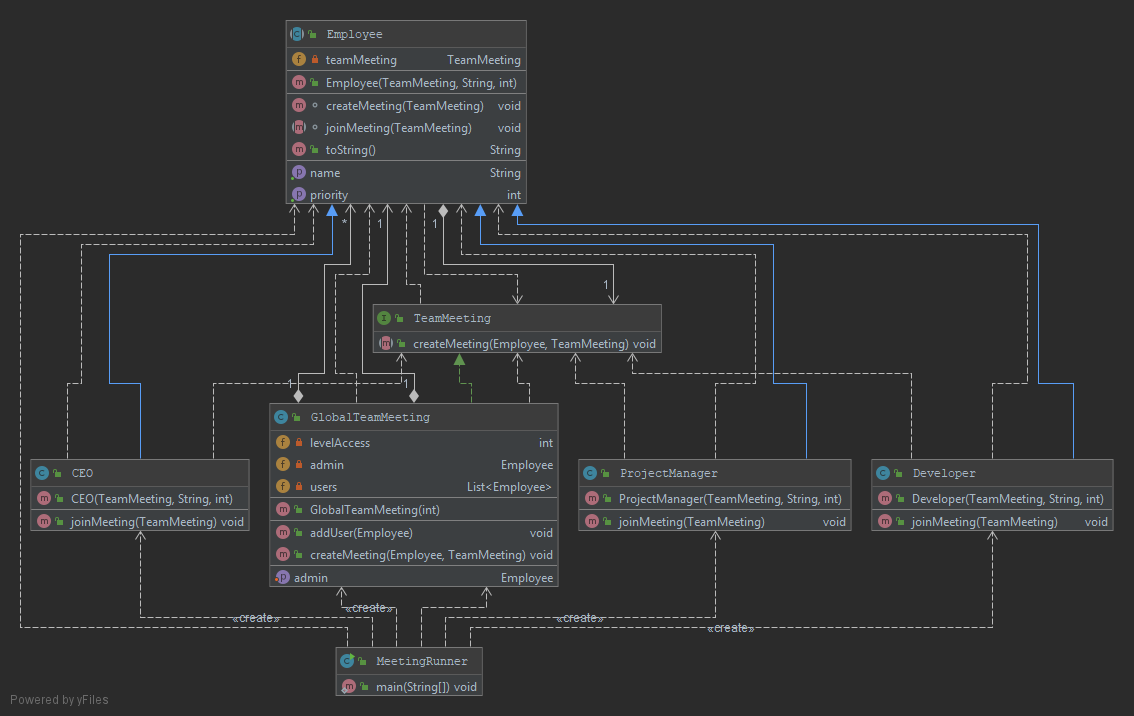 Employee
teamMeeting TeamMeeting
Employee(TeamMeeting, String, int)
createMeeting(TeamMeeting) void
joinMeeting(TeamMeeting) void
toString() String
name String
priority int
* 1 1
1
TeamMeeting
createMeeting(Employee, TeamMeeting) void
1 1
GlobalTeamMeeting
levelAccess int
admin Employee
users List<Employee>
GlobalTeamMeeting(int)
addUser(Employee) void
createMeeting(Employee, TeamMeeting) void
admin Employee
CEO
CEO(TeamMeeting, String, int)
joinMeeting(TeamMeeting) void
ProjectManager
ProjectManager(TeamMeeting, String, int)
joinMeeting(TeamMeeting) void
Developer
Developer(TeamMeeting, String, int)
joinMeeting(TeamMeeting) void
«create»
«create»
«create»
«create»
MeetingRunner
main(String[]) void
Powered by yFiles